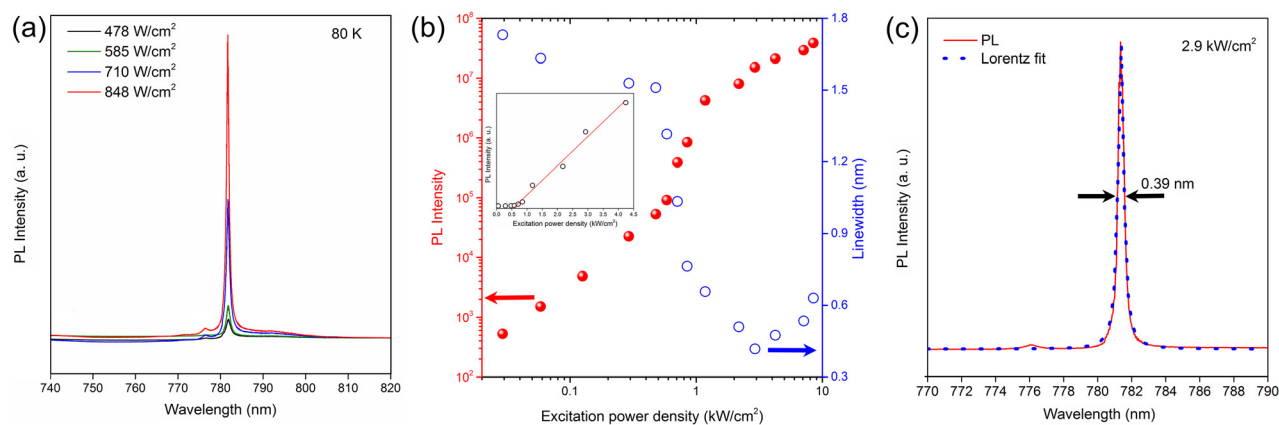 (a)
478 W/cm²
585 W/cm²
710 W/cm²
848 W/cm²
80 K
PL Intensity (a. u.)
740 750 760 770 780 790 800 810 820
Wavelength (nm)
(b)
10⁸
10⁷
10⁶
10⁵
10⁴
10³
10²
PL Intensity
PL Intensity (a. u.)
0.0 0.5 1.0 1.5 2.0 2.5 3.0 3.5 4.0 4.5
Excitation power density (kW/cm²)
1.8
1.5
1.2
0.9
0.6
0.3
Linewidth (nm)
0.1 1 10
Excitation power density (kW/cm²)
(c)
PL
Lorentz fit
2.9 kW/cm²
0.39 nm
PL Intensity (a. u.)
770 772 774 776 778 780 782 784 786 788 790
Wavelength (nm)